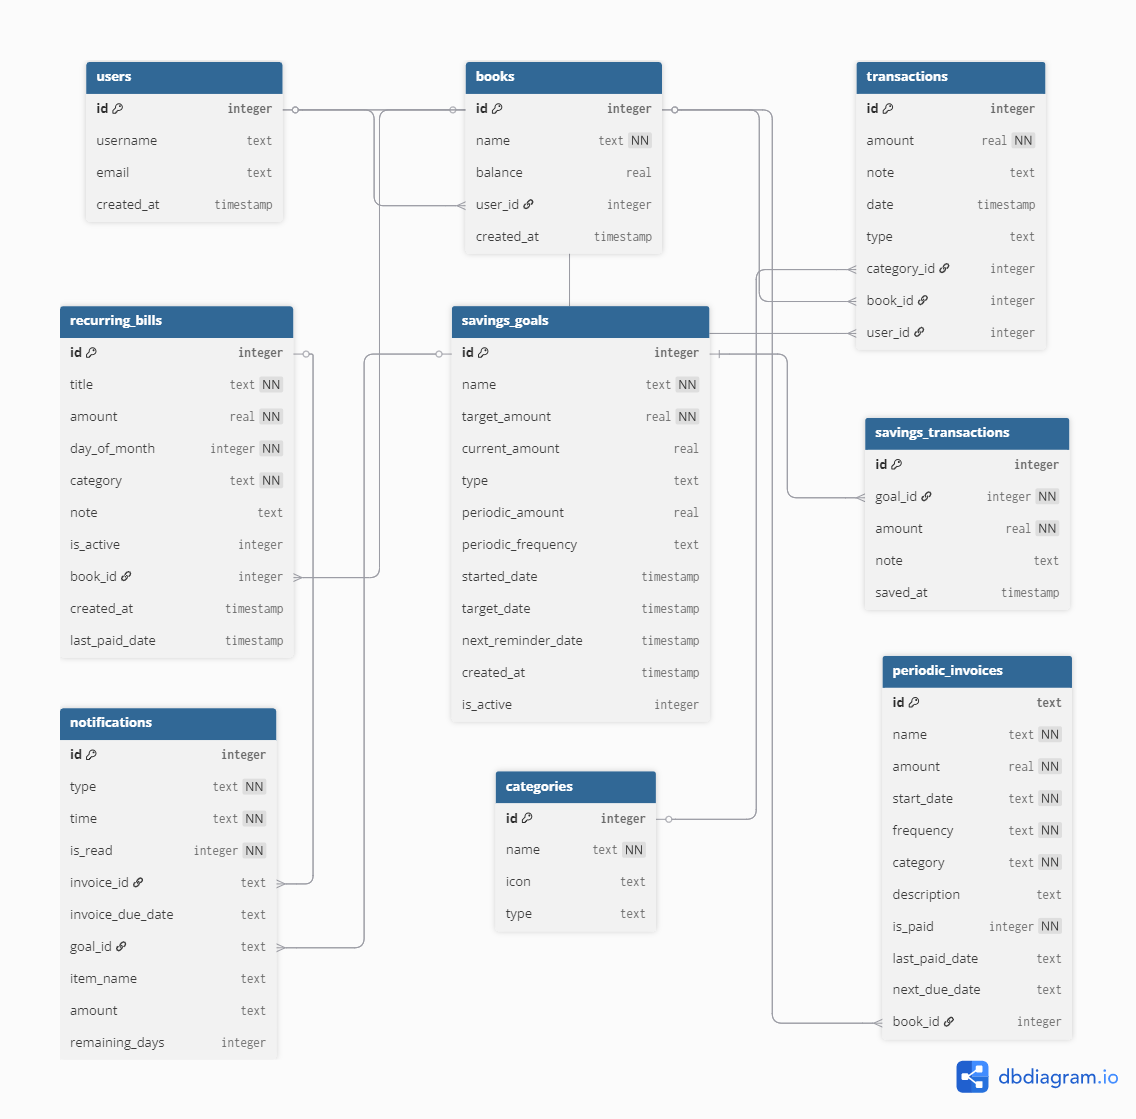 users
id integer
username text
email text
created_at timestamp
books
id integer
name text NN
balance real
user_id integer
created_at timestamp
transactions
id integer
amount real NN
note text
date timestamp
type text
category_id integer
book_id integer
user_id integer
recurring_bills
id integer
title text NN
amount real NN
day_of_month integer NN
category text NN
note text
is_active integer
book_id integer
created_at timestamp
last_paid_date timestamp
savings_goals
id integer
name text NN
target_amount real NN
current_amount real
type text
periodic_amount real
periodic_frequency text
started_date timestamp
target_date timestamp
next_reminder_date timestamp
created_at timestamp
is_active integer
savings_transactions
id integer
goal_id integer NN
amount real NN
note text
saved_at timestamp
notifications
id integer
type text NN
time text NN
is_read integer NN
invoice_id text
invoice_due_date text
goal_id text
item_name text
amount text
remaining_days integer
categories
id integer
name text NN
icon text
type text
periodic_invoices
id text
name text NN
amount real NN
start_date text NN
frequency text NN
category text NN
description text
is_paid integer NN
last_paid_date text
next_due_date text
book_id integer
dbdiagram.io